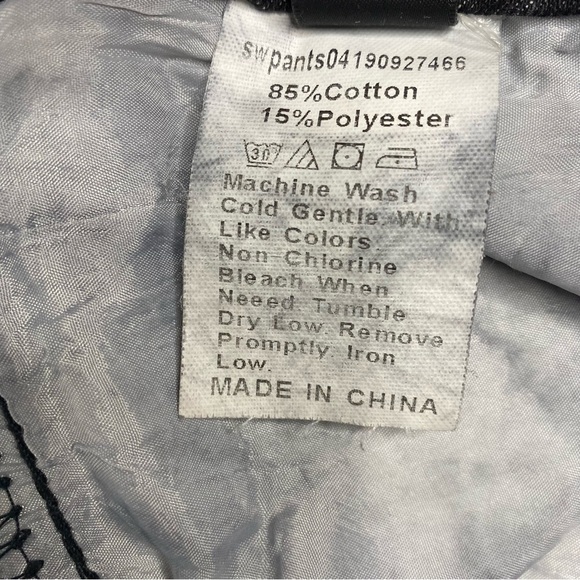 swpants04190927466
85%Cotton
15%Polyester
30
Machine Wash
Cold Gentle With
Like Colors.
Non-Chlorine
Bleach When
Neeed Tumble
Dry Low. Remove
Promptly Iron
Low.
MADE IN CHINA